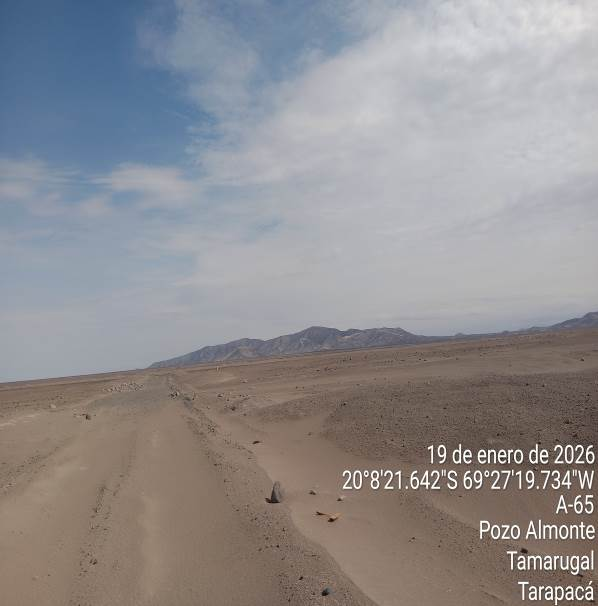 19 de enero de 2026
20°8'21.642"S 69°27'19.734"W
A-65
Pozo Almonte
Tamarugal
Tarapacá